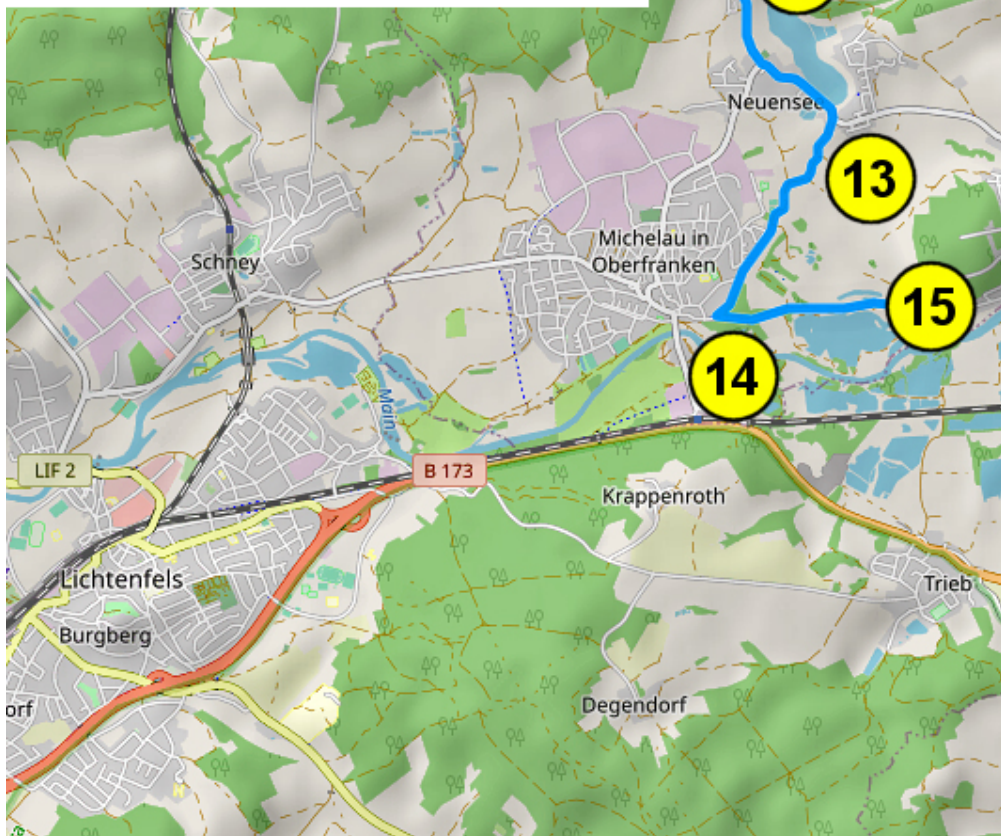 Neuensee
13
Michelau in
Oberfranken
Schney
15
14
Main
LIF 2
B 173
Krappenroth
Lichtenfels
Trieb
Burgberg
orf
Degendorf